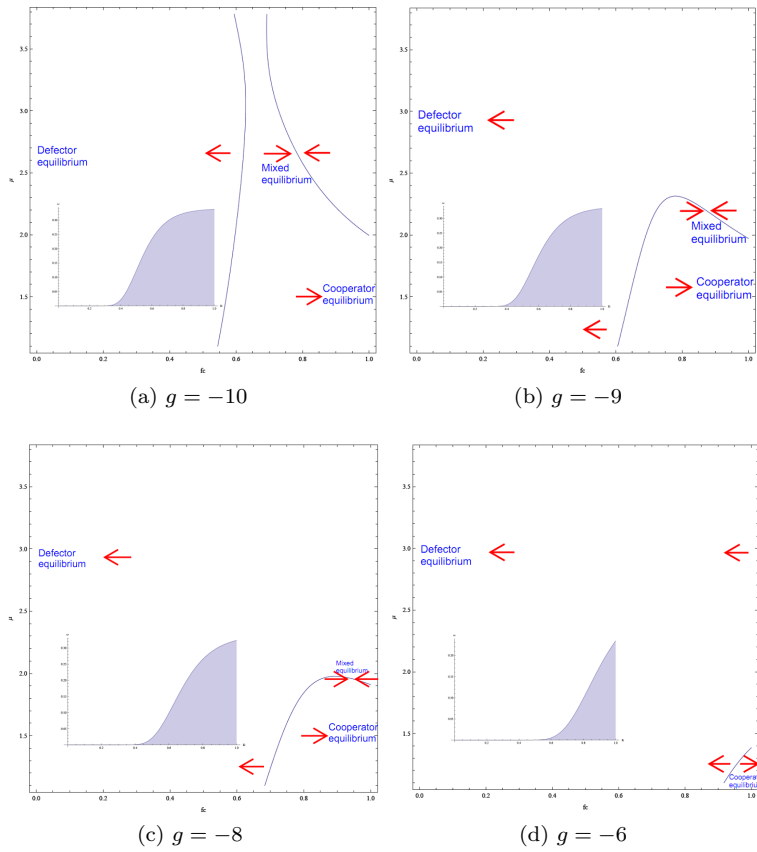 3.5
3.0
Defector
equilibrium
Mixed
equilibrium
2.5
μ
2.0
Cooperator
equilibrium
1.5
0.0 0.2 0.4 0.6 0.8 1.0
fc
(a) g = −10
3.5
3.0
Defector
equilibrium
2.5
μ
2.0
Mixed
equilibrium
Cooperator
equilibrium
1.5
0.0 0.2 0.4 0.6 0.8 1.0
fc
(b) g = −9
3.5
3.0
Defector
equilibrium
2.5
μ
2.0
Mixed
equilibrium
Cooperator
equilibrium
1.5
0.0 0.2 0.4 0.6 0.8 1.0
fc
(c) g = −8
3.5
3.0
Defector
equilibrium
2.5
μ
2.0
1.5
Cooperator
equilibrium
0.0 0.2 0.4 0.6 0.8 1.0
fc
(d) g = −6